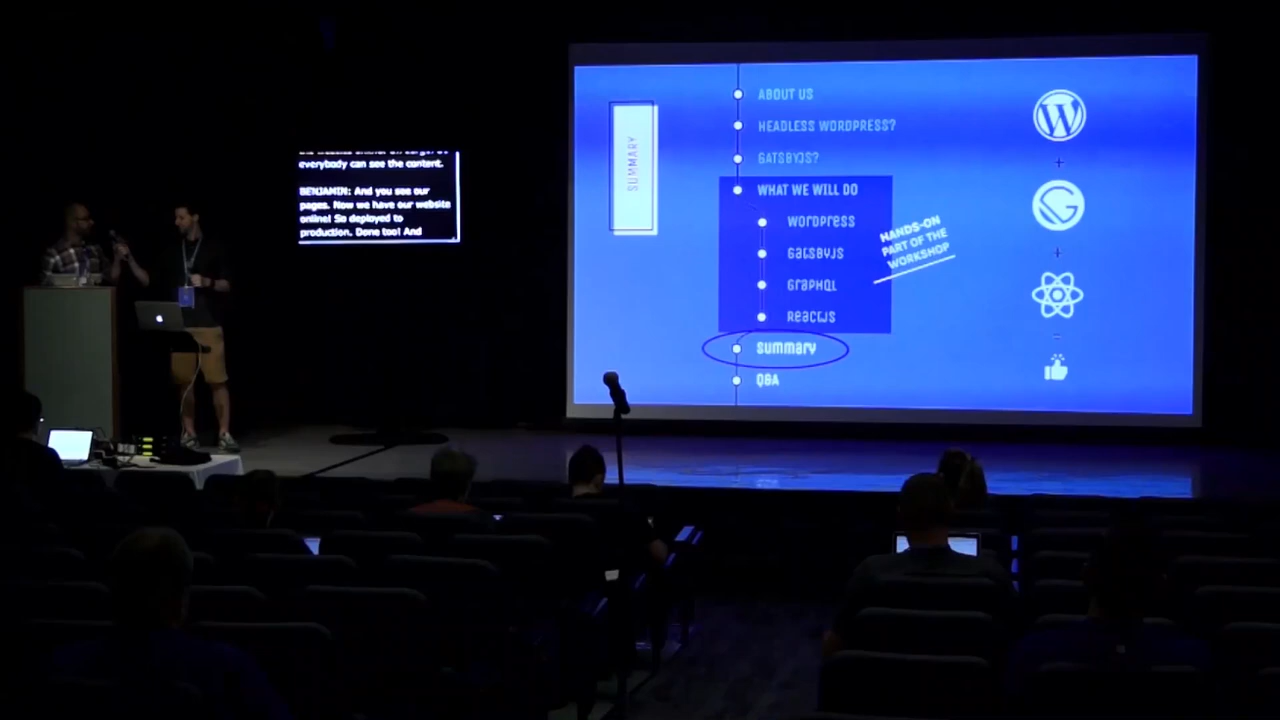 everybody can see the content.
BENJAMIN: And you see our
pages. Now we have our website
online! So deployed to
production. Done too! And
SUMMARY
ABOUT US
HEADLESS WORDPRESS?
GATSBYJS?
WHAT WE WILL DO
WORDPRESS
GATSBYJS
GRAPHQL
REACTJS
HANDS-ON
PART OF THE
WORKSHOP
SUMMARY
Q&A